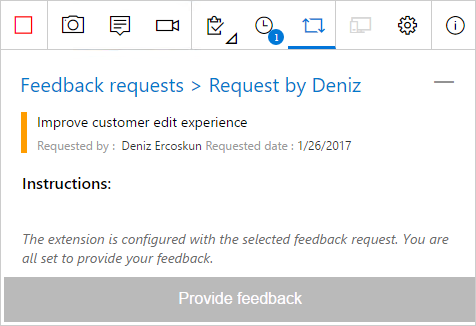 1
Feedback requests > Request by Deniz
Improve customer edit experience
Requested by : Deniz Ercoskun Requested date : 1/26/2017
Instructions:
The extension is configured with the selected feedback request. You are
all set to provide your feedback.
Provide feedback